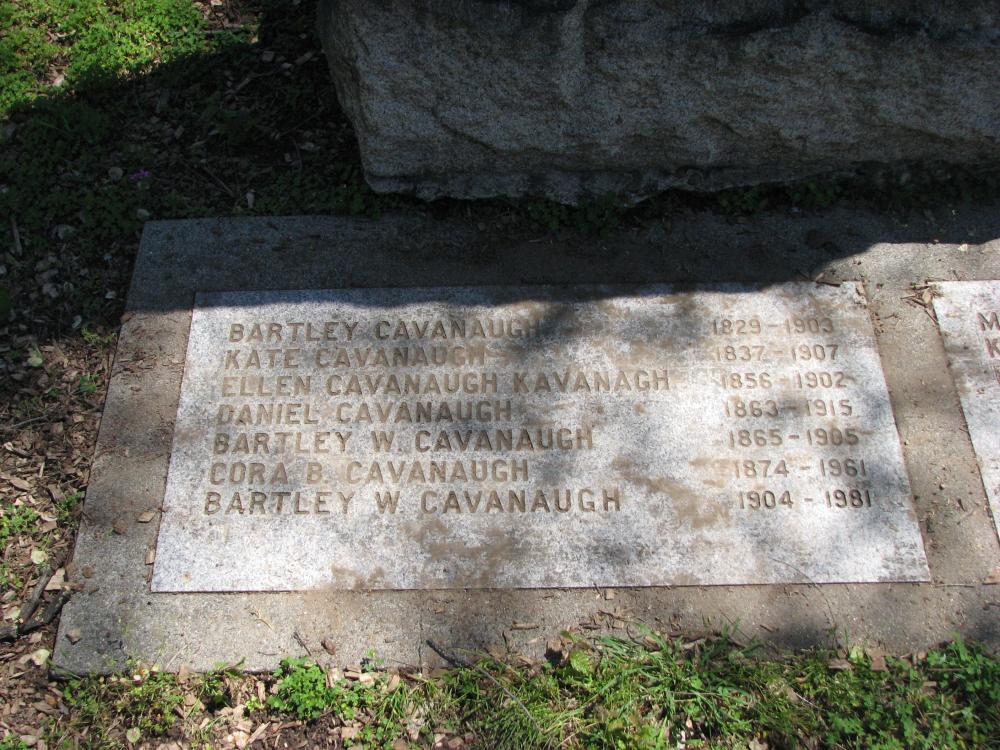 BARTLEY CAVANAUGH 1829-1903
KATE CAVANAUGH 1837-1907
ELLEN CAVANAUGH KAVANAGH 1856-1902
DANIEL CAVANAUGH 1863-1915
BARTLEY W. CAVANAUGH 1865-1905
CORA B. CAVANAUGH 1874-1961
BARTLEY W CAVANAUGH 1904-1981
M
K